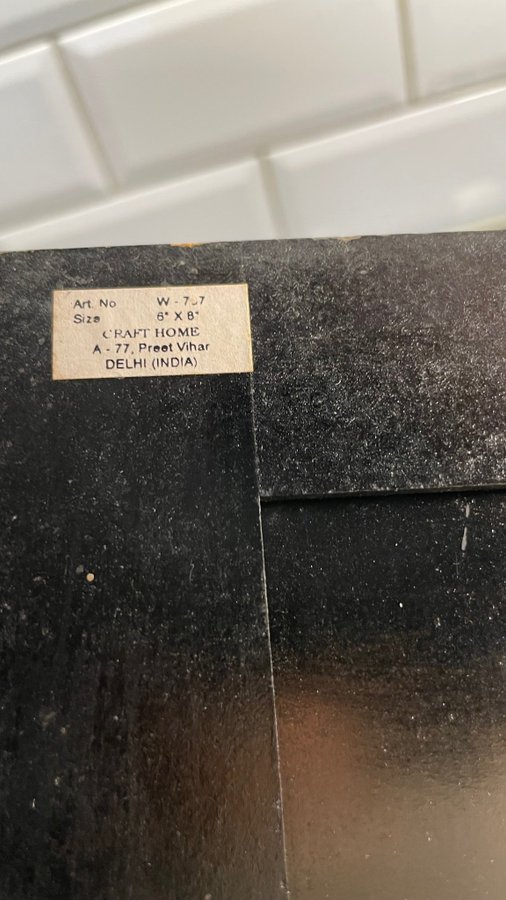 Art. No W -
Size 6" X 8"
CRAFT HOME
A - 77, Preet Vihar
DELHI (INDIA)